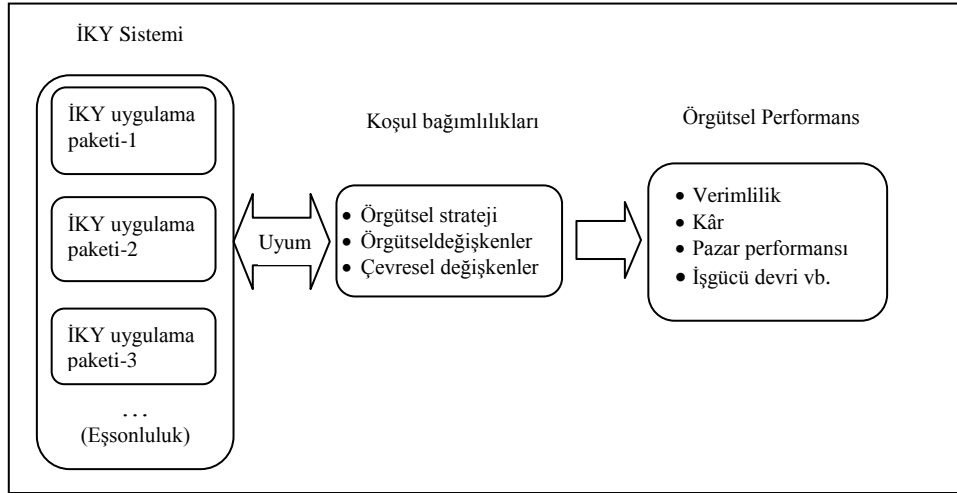 İKY Sistemi
İKY uygulama
paketi-1
İKY uygulama
paketi-2
İKY uygulama
paketi-3
…
(Eşsonluluk)
Uyum
Koşul bağımlılıkları
• Örgütsel strateji
• Örgütseldeğişkenler
• Çevresel değişkenler
Örgütsel Performans
• Verimlilik
• Kâr
• Pazar performansı
• İşgücü devri vb.